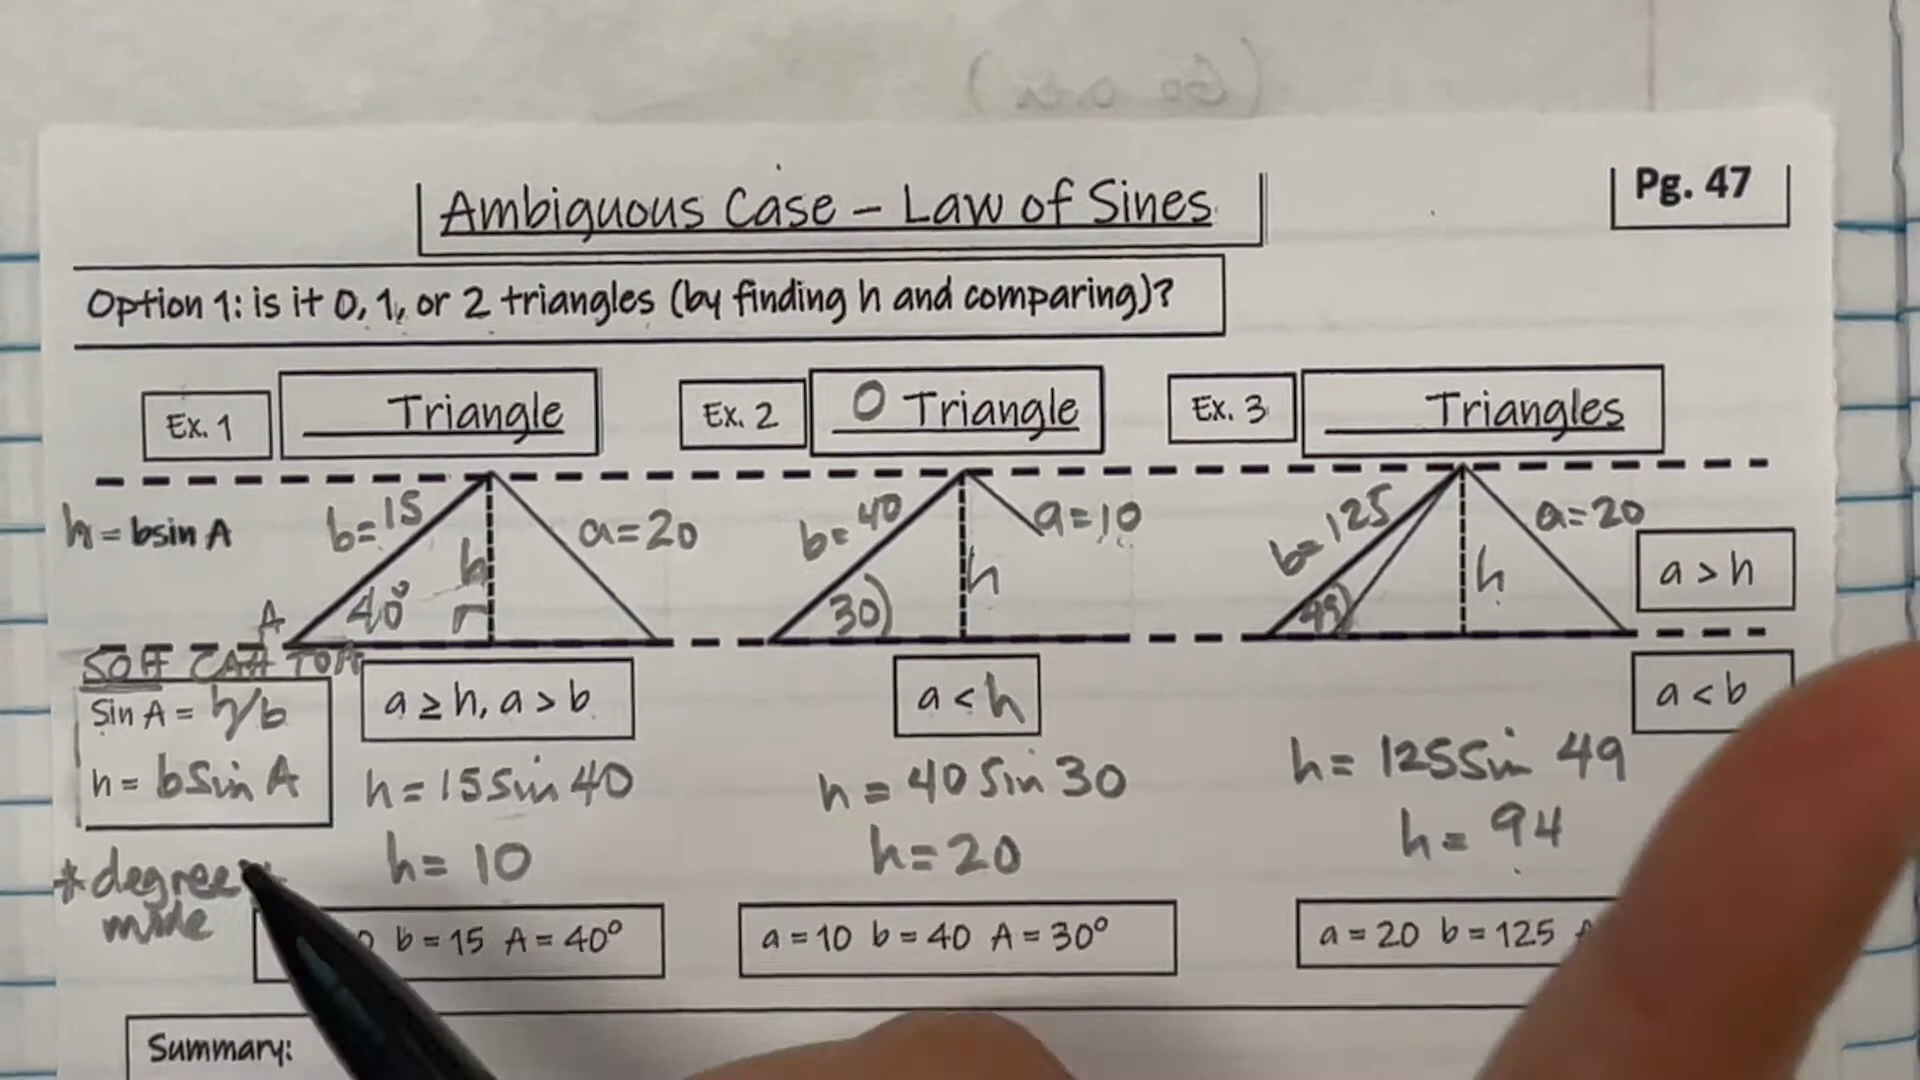 Ambiguous Case – Law of Sines
Pg. 47
Option 1: is it 0, 1, or 2 triangles (by finding h and comparing)?
Ex. 1
Triangle
Ex. 2
0 Triangle
Ex. 3
Triangles
h = bsin A
b=15
h
a=20
A
40°
b=40
a=10
h
30
b=125
a=20
h
49
a > h
SOH CAH TOA
Sin A = h/b
h = bSin A
a ≥ h, a > b
a < h
a < b
h = 15Sin 40
h = 10
h = 40 Sin 30
h = 20
h = 125Sin 49
h = 94
*degree*
mode
b = 15 A = 40°
a = 10 b = 40 A = 30°
a = 20 b = 125
Summary: